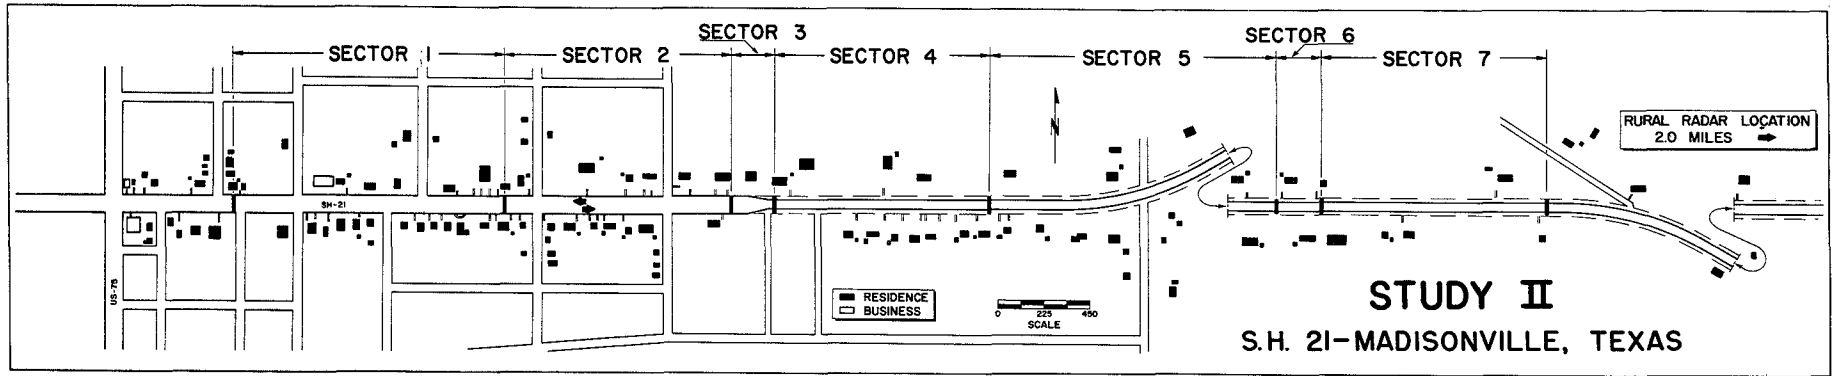 SECTOR 1
SECTOR 2
SECTOR 3
SECTOR 4
SECTOR 5
SECTOR 6
SECTOR 7
N
RURAL RADAR LOCATION
2.0 MILES
SH-21
US-75
RESIDENCE
BUSINESS
0 225 450
SCALE
STUDY II
S.H. 21-MADISONVILLE, TEXAS